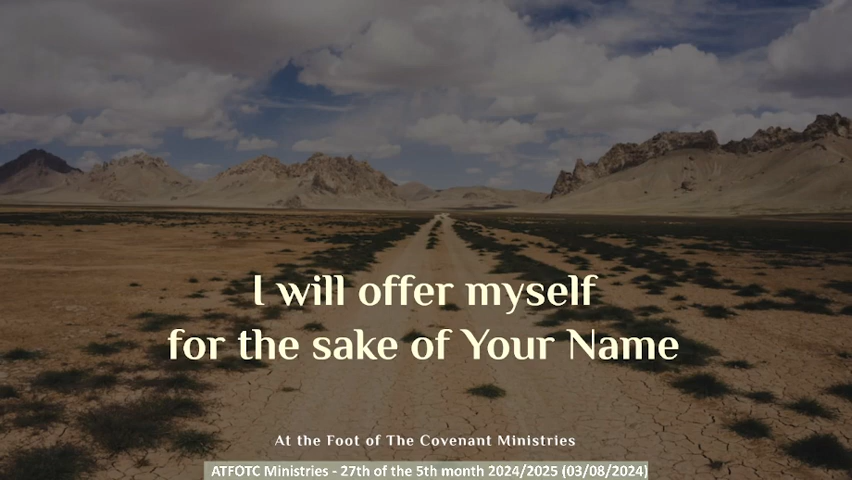 I will offer myself
for the sake of Your Name
At the Foot of The Covenant Ministries
ATFOTC Ministries - 27th of the 5th month 2024/2025 (03/08/2024)